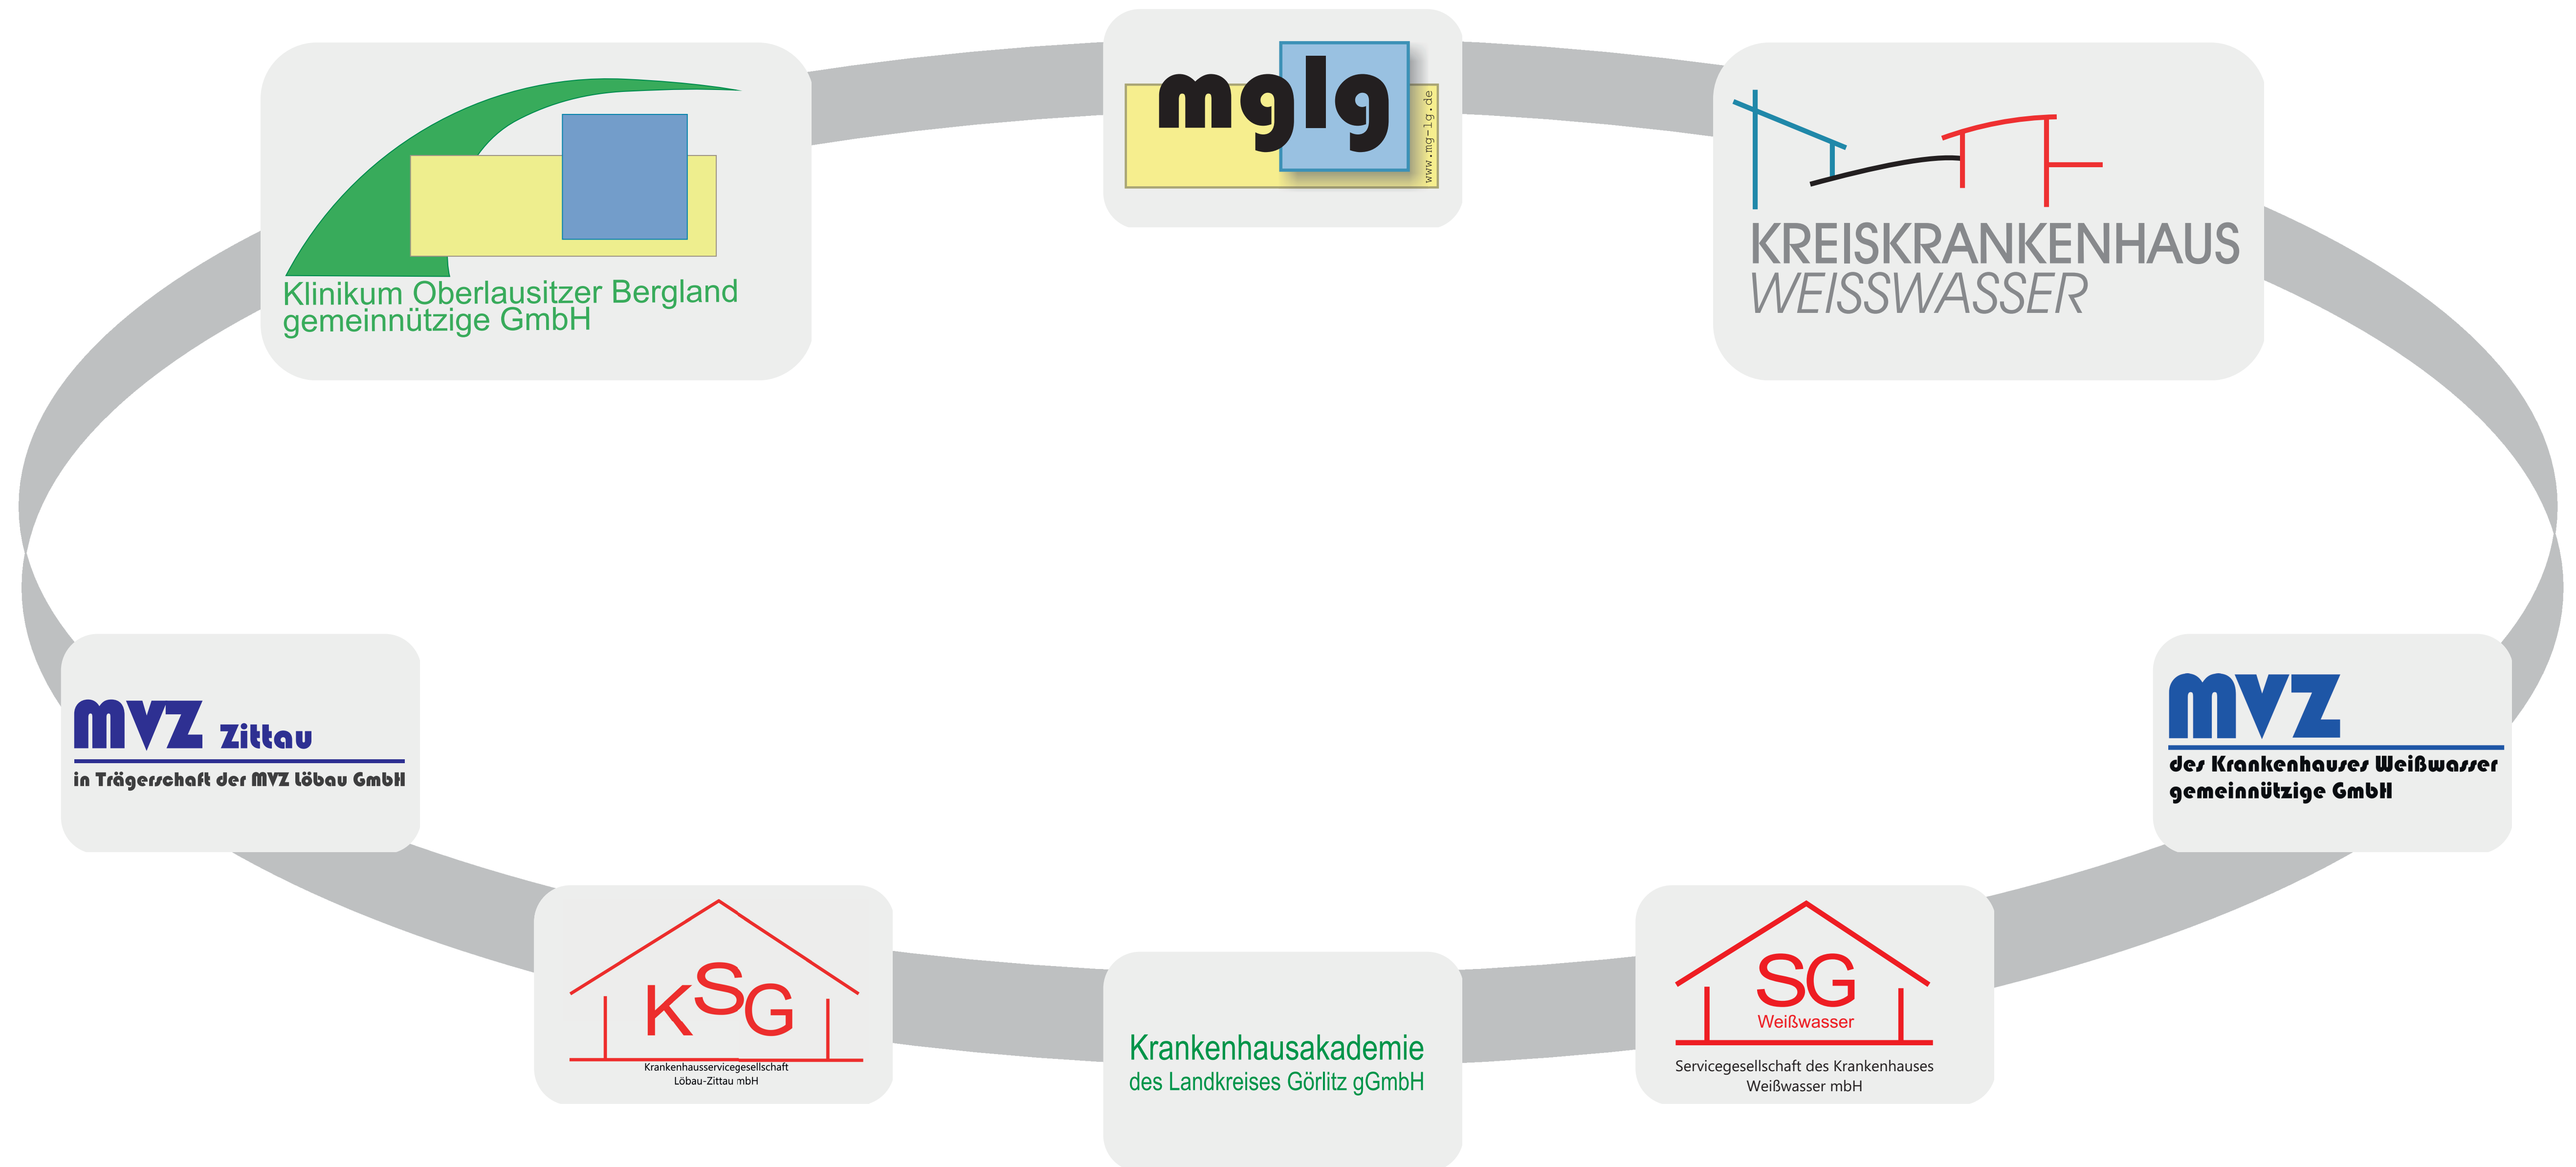 mglg
www.mg-lg.de
Klinikum Oberlausitzer Bergland
gemeinnützige GmbH
KREISKRANKENHAUS
WEISSWASSER
MVZ Zittau
in Trägerschaft der MVZ Löbau GmbH
MVZ
des Krankenhauses Weißwasser
gemeinnützige GmbH
KSG
Krankenhausservicegesellschaft
Löbau-Zittau mbH
Krankenhausakademie
des Landkreises Görlitz gGmbH
SG
Weißwasser
Servicegesellschaft des Krankenhauses
Weißwasser mbH